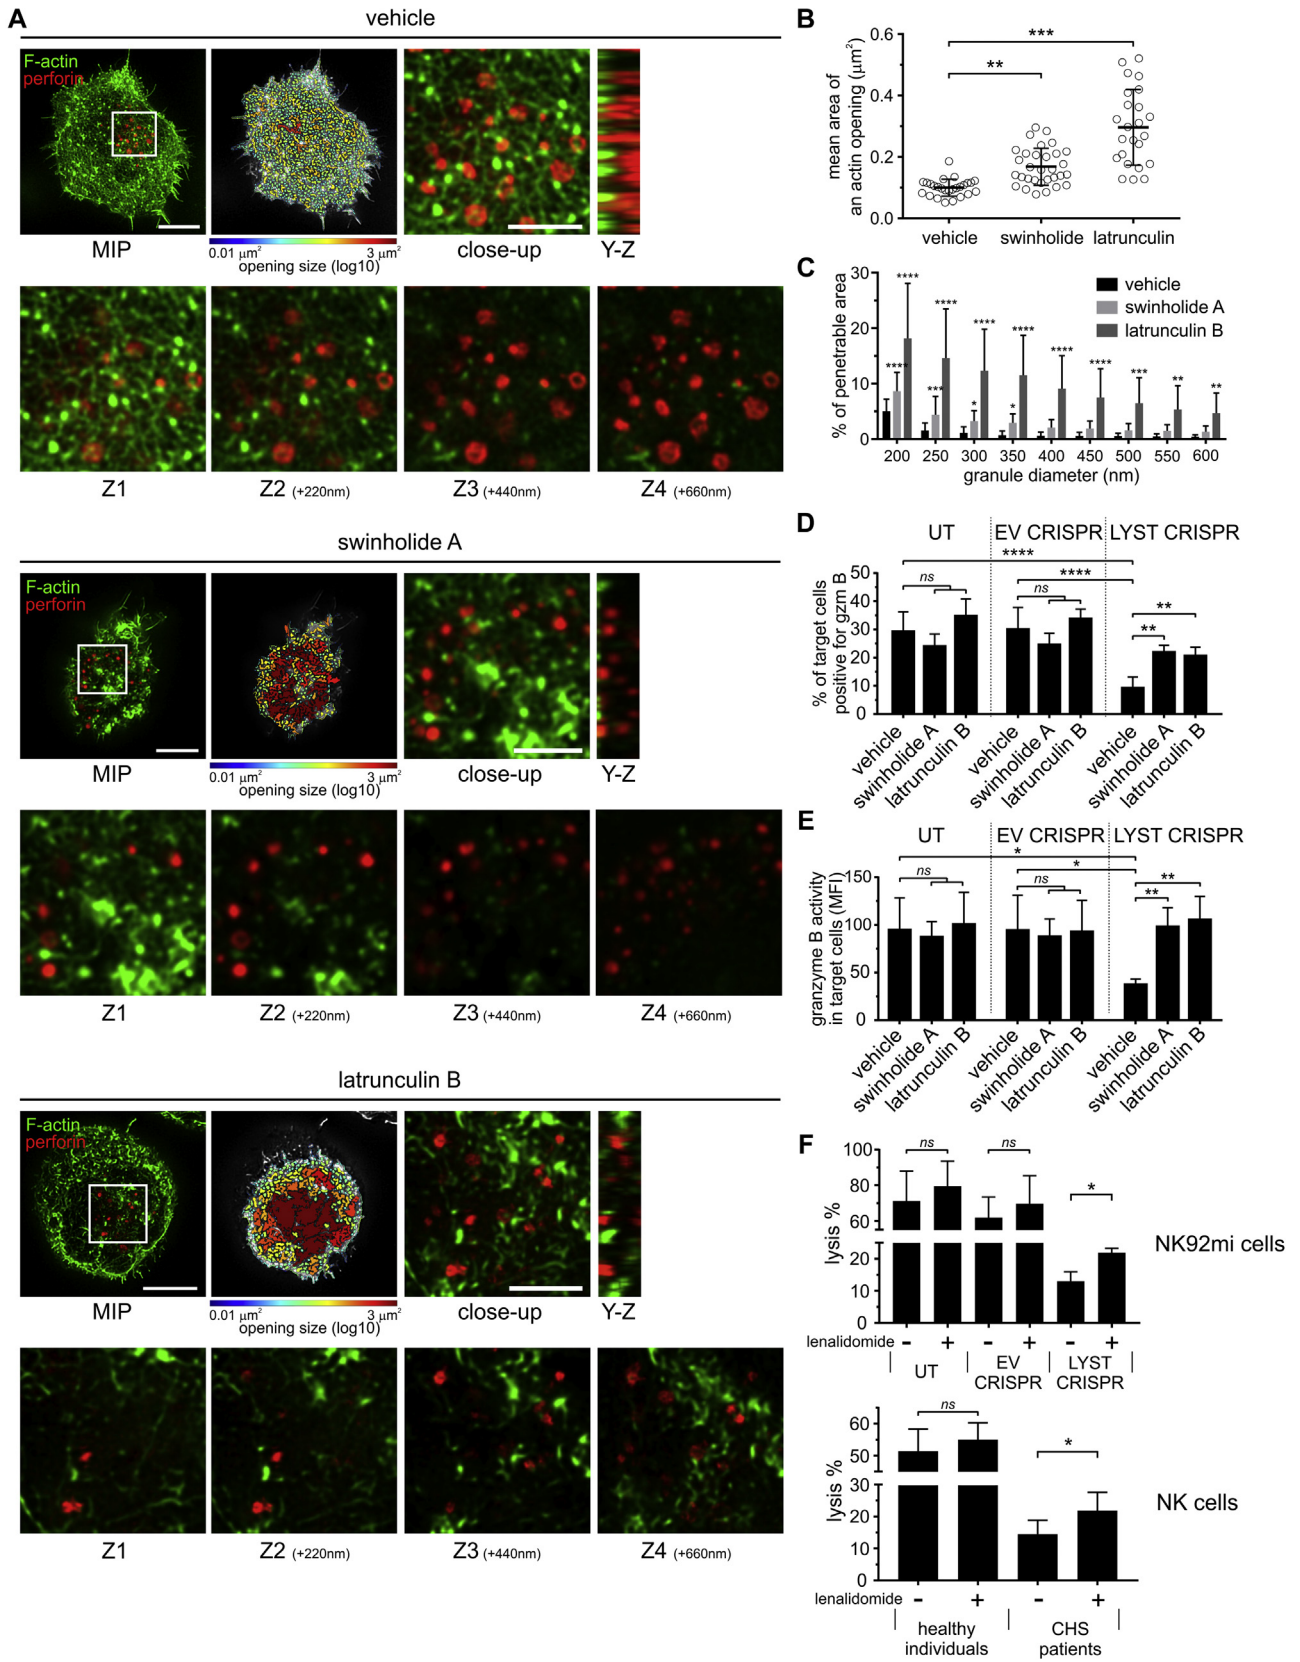 A
vehicle
F-actin
perforin
MIP
0.01 μm² 3 μm²
opening size (log10)
close-up
Y-Z
Z1
Z2 (+220nm)
Z3 (+440nm)
Z4 (+660nm)
swinholide A
F-actin
perforin
MIP
0.01 μm² 3 μm²
opening size (log10)
close-up
Y-Z
Z1
Z2 (+220nm)
Z3 (+440nm)
Z4 (+660nm)
latrunculin B
F-actin
perforin
MIP
0.01 μm² 3 μm²
opening size (log10)
close-up
Y-Z
Z1
Z2 (+220nm)
Z3 (+440nm)
Z4 (+660nm)
B
mean area of
an actin opening (μm²)
0.6
0.4
0.2
0.0
***
**
vehicle swinholide latrunculin
C
% of penetrable area
30
20
10
0
vehicle
swinholide A
latrunculin B
**** **** **** **** **** **** *** ** **
**** *** * *
200 250 300 350 400 450 500 550 600
granule diameter (nm)
D
UT EV CRISPR LYST CRISPR
% of target cells
positive for gzm B
50
40
30
20
10
0
****
****
ns ns ** **
vehicle swinholide A latrunculin B vehicle swinholide A latrunculin B vehicle swinholide A latrunculin B
E
UT EV CRISPR LYST CRISPR
granzyme B activity
in target cells (MFI)
150
100
50
0
*
*
ns ns ** **
vehicle swinholide A latrunculin B vehicle swinholide A latrunculin B vehicle swinholide A latrunculin B
F
lysis %
100
80
60
20
10
0
ns ns *
NK92mi cells
lenalidomide - + - + - +
UT
EV
CRISPR
LYST
CRISPR
lysis %
60
50
30
20
10
0
ns *
NK cells
lenalidomide - + - +
healthy
individuals
CHS
patients